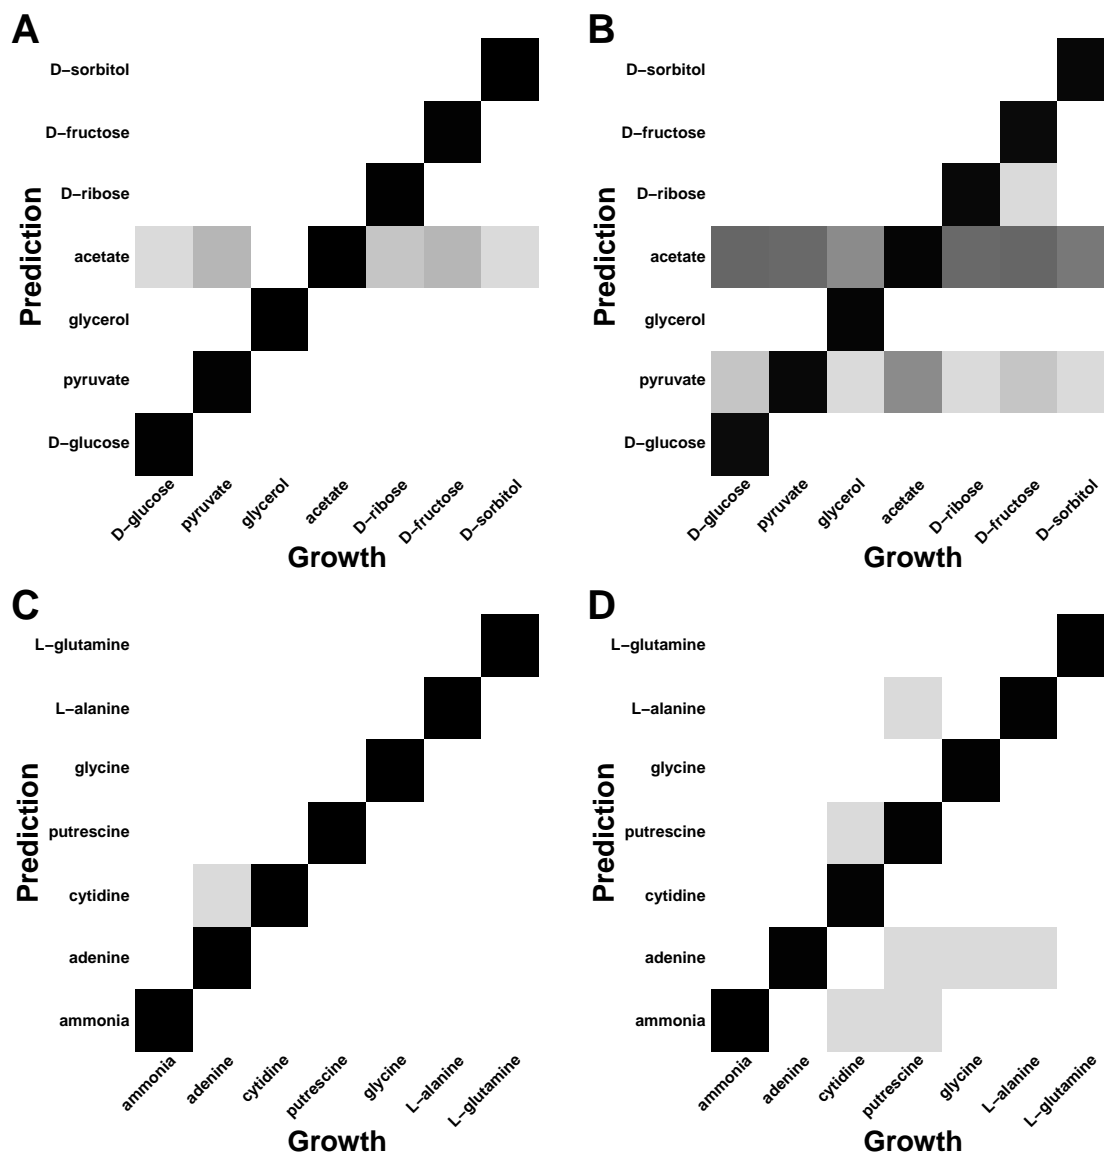 A
D−sorbitol
D−fructose
D−ribose
acetate
glycerol
pyruvate
D−glucose
Prediction
D−glucose
pyruvate
glycerol
acetate
D−ribose
D−fructose
D−sorbitol
Growth
B
D−sorbitol
D−fructose
D−ribose
acetate
glycerol
pyruvate
D−glucose
Prediction
D−glucose
pyruvate
glycerol
acetate
D−ribose
D−fructose
D−sorbitol
Growth
C
L−glutamine
L−alanine
glycine
putrescine
cytidine
adenine
ammonia
Prediction
ammonia
adenine
cytidine
putrescine
glycine
L−alanine
L−glutamine
Growth
D
L−glutamine
L−alanine
glycine
putrescine
cytidine
adenine
ammonia
Prediction
ammonia
adenine
cytidine
putrescine
glycine
L−alanine
L−glutamine
Growth